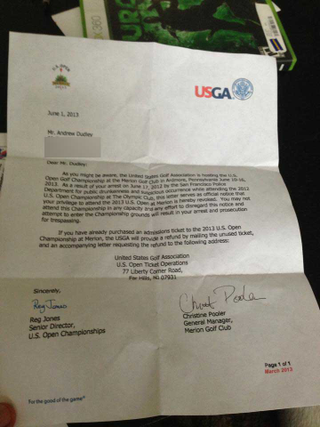 360
U.S. OPEN
USGA
June 1, 2013
Mr. Andrew Dudley
Dear Mr. Dudley:
As you might be aware, the United States Golf Association is hosting the U.S.
Open Golf Championship at the Merion Golf Club in Ardmore, Pennsylvania June 10-16,
2013. As a result of your arrest on June 17, 2012 by the San Francisco Police
Department for public drunkenness and suspicious occurrence while attending the 2012
U.S. Open Championship at The Olympic Club, this letter serves as official notice that
your privilege to attend the 2013 U.S. Open at Merion is hereby revoked. You may not
attend this Championship in any capacity and any effort to disregard this notice and
attempt to enter the Championship grounds will result in your arrest and prosecution
for trespassing.
If you have already purchased an admissions ticket to the 2013 U.S. Open
Championship at Merion, the USGA will provide a refund by mailing the unused ticket,
and an accompanying letter requesting the refund to the following address:
United States Golf Association
U.S. Open Ticket Operations
77 Liberty Corner Road,
Far Hills, NJ 07921
Sincerely,
Reg Jones
Reg Jones
Senior Director,
U.S. Open Championships
Christine Pooler
General Manager,
Merion Golf Club
Page 1 of 1
March 2013
For the good of the game®